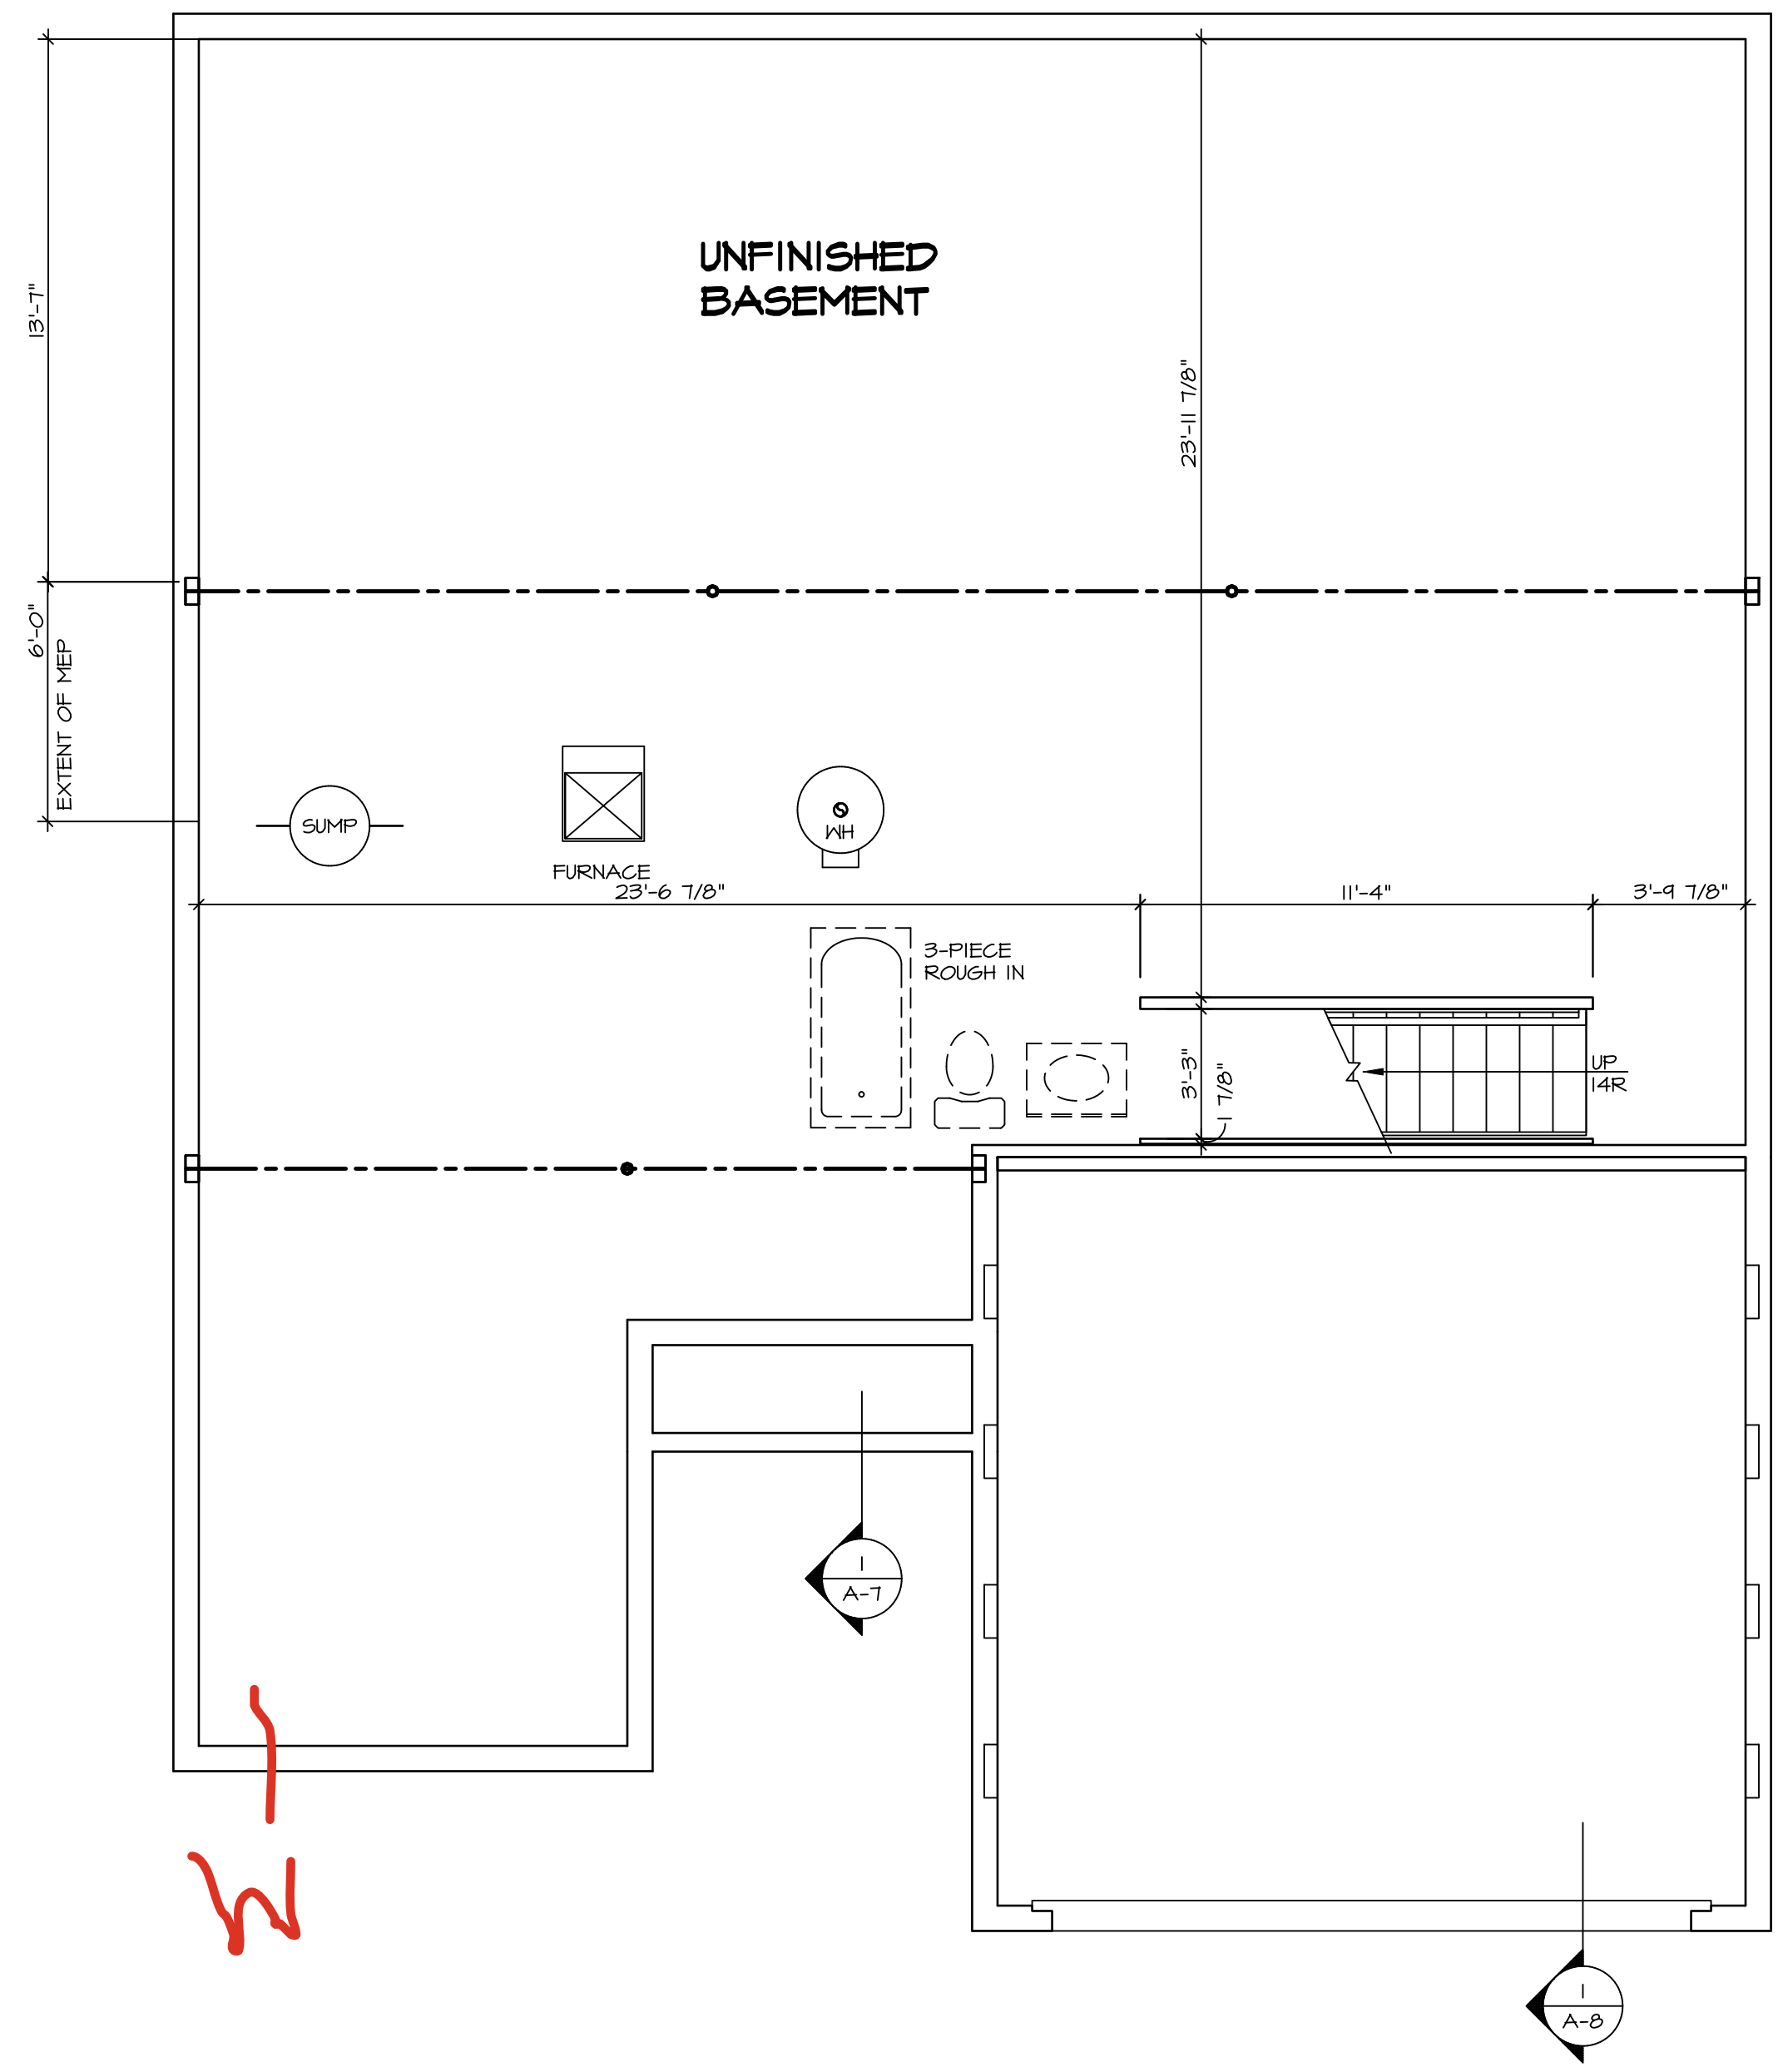 UNFINISHED
BASEMENT
13'-7"
23'-11 7/8"
6'-0"
EXTENT OF MEP
SUMP
FURNACE
WH
23'-6 7/8"
11'-4"
3'-9 7/8"
3-PIECE
ROUGH IN
3'-3"
1 7/8"
UP
14R
1
A-7
1
A-8